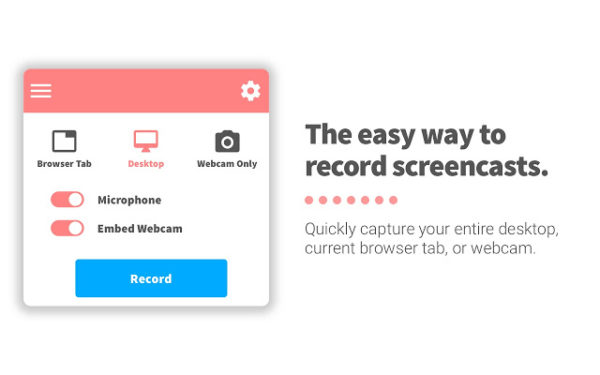 Browser Tab Desktop Webcam Only
Microphone
Embed Webcam
Record
The easy way to
record screencasts.
Quickly capture your entire desktop,
current browser tab, or webcam.